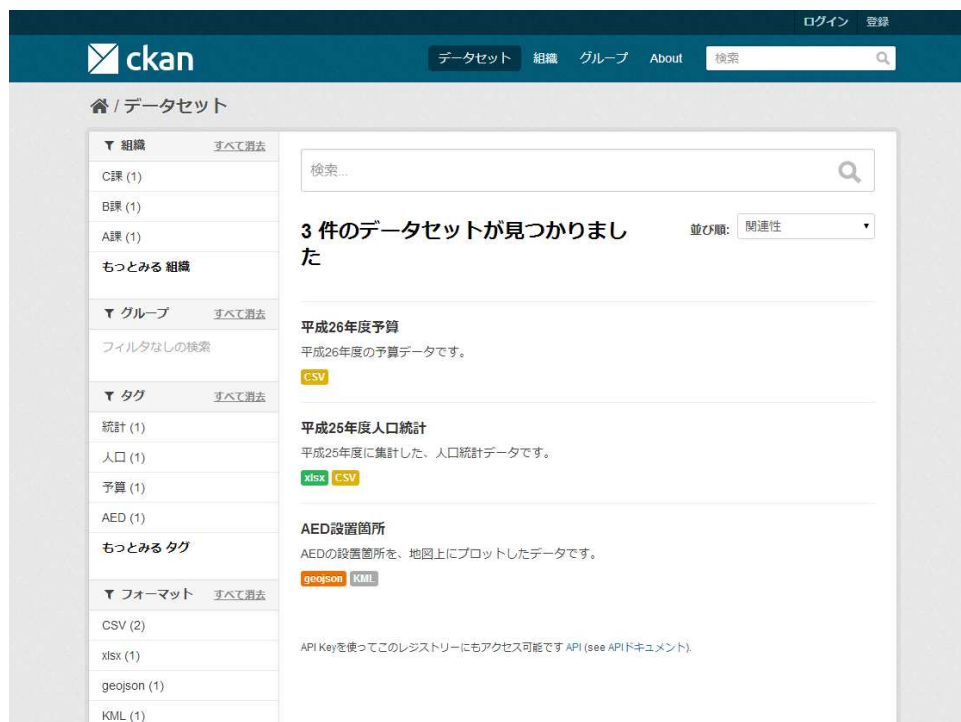 ログイン 登録
ckan
データセット 組織 グループ About 検索
/ データセット
組織 すべて消去
C課 (1)
B課 (1)
A課 (1)
もっとみる 組織
グループ すべて消去
フィルタなしの検索
タグ すべて消去
統計 (1)
人口 (1)
予算 (1)
AED (1)
もっとみる タグ
フォーマット すべて消去
CSV (2)
xlsx (1)
geojson (1)
KML (1)
検索...
3 件のデータセットが見つかりまし
た
並び順: 関連性
平成26年度予算
平成26年度の予算データです。
CSV
平成25年度人口統計
平成25年度に集計した、人口統計データです。
xlsx CSV
AED設置箇所
AEDの設置箇所を、地図上にプロットしたデータです。
geojson KML
API Keyを使ってこのレジストリーにもアクセス可能です API (see APIドキュメント).